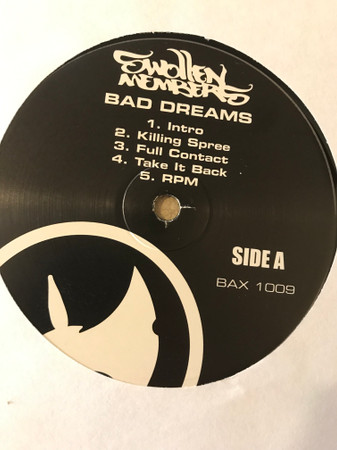 Swollen
Members
BAD DREAMS
1. Intro
2. Killing Spree
3. Full Contact
4. Take It Back
5. RPM
SIDE A
BAX 1009